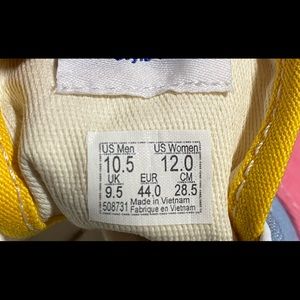 US Men US Women
10.5 12.0
UK EUR CM
9.5 44.0 28.5
508731 Made in Vietnam
Fabrique en Vietnam